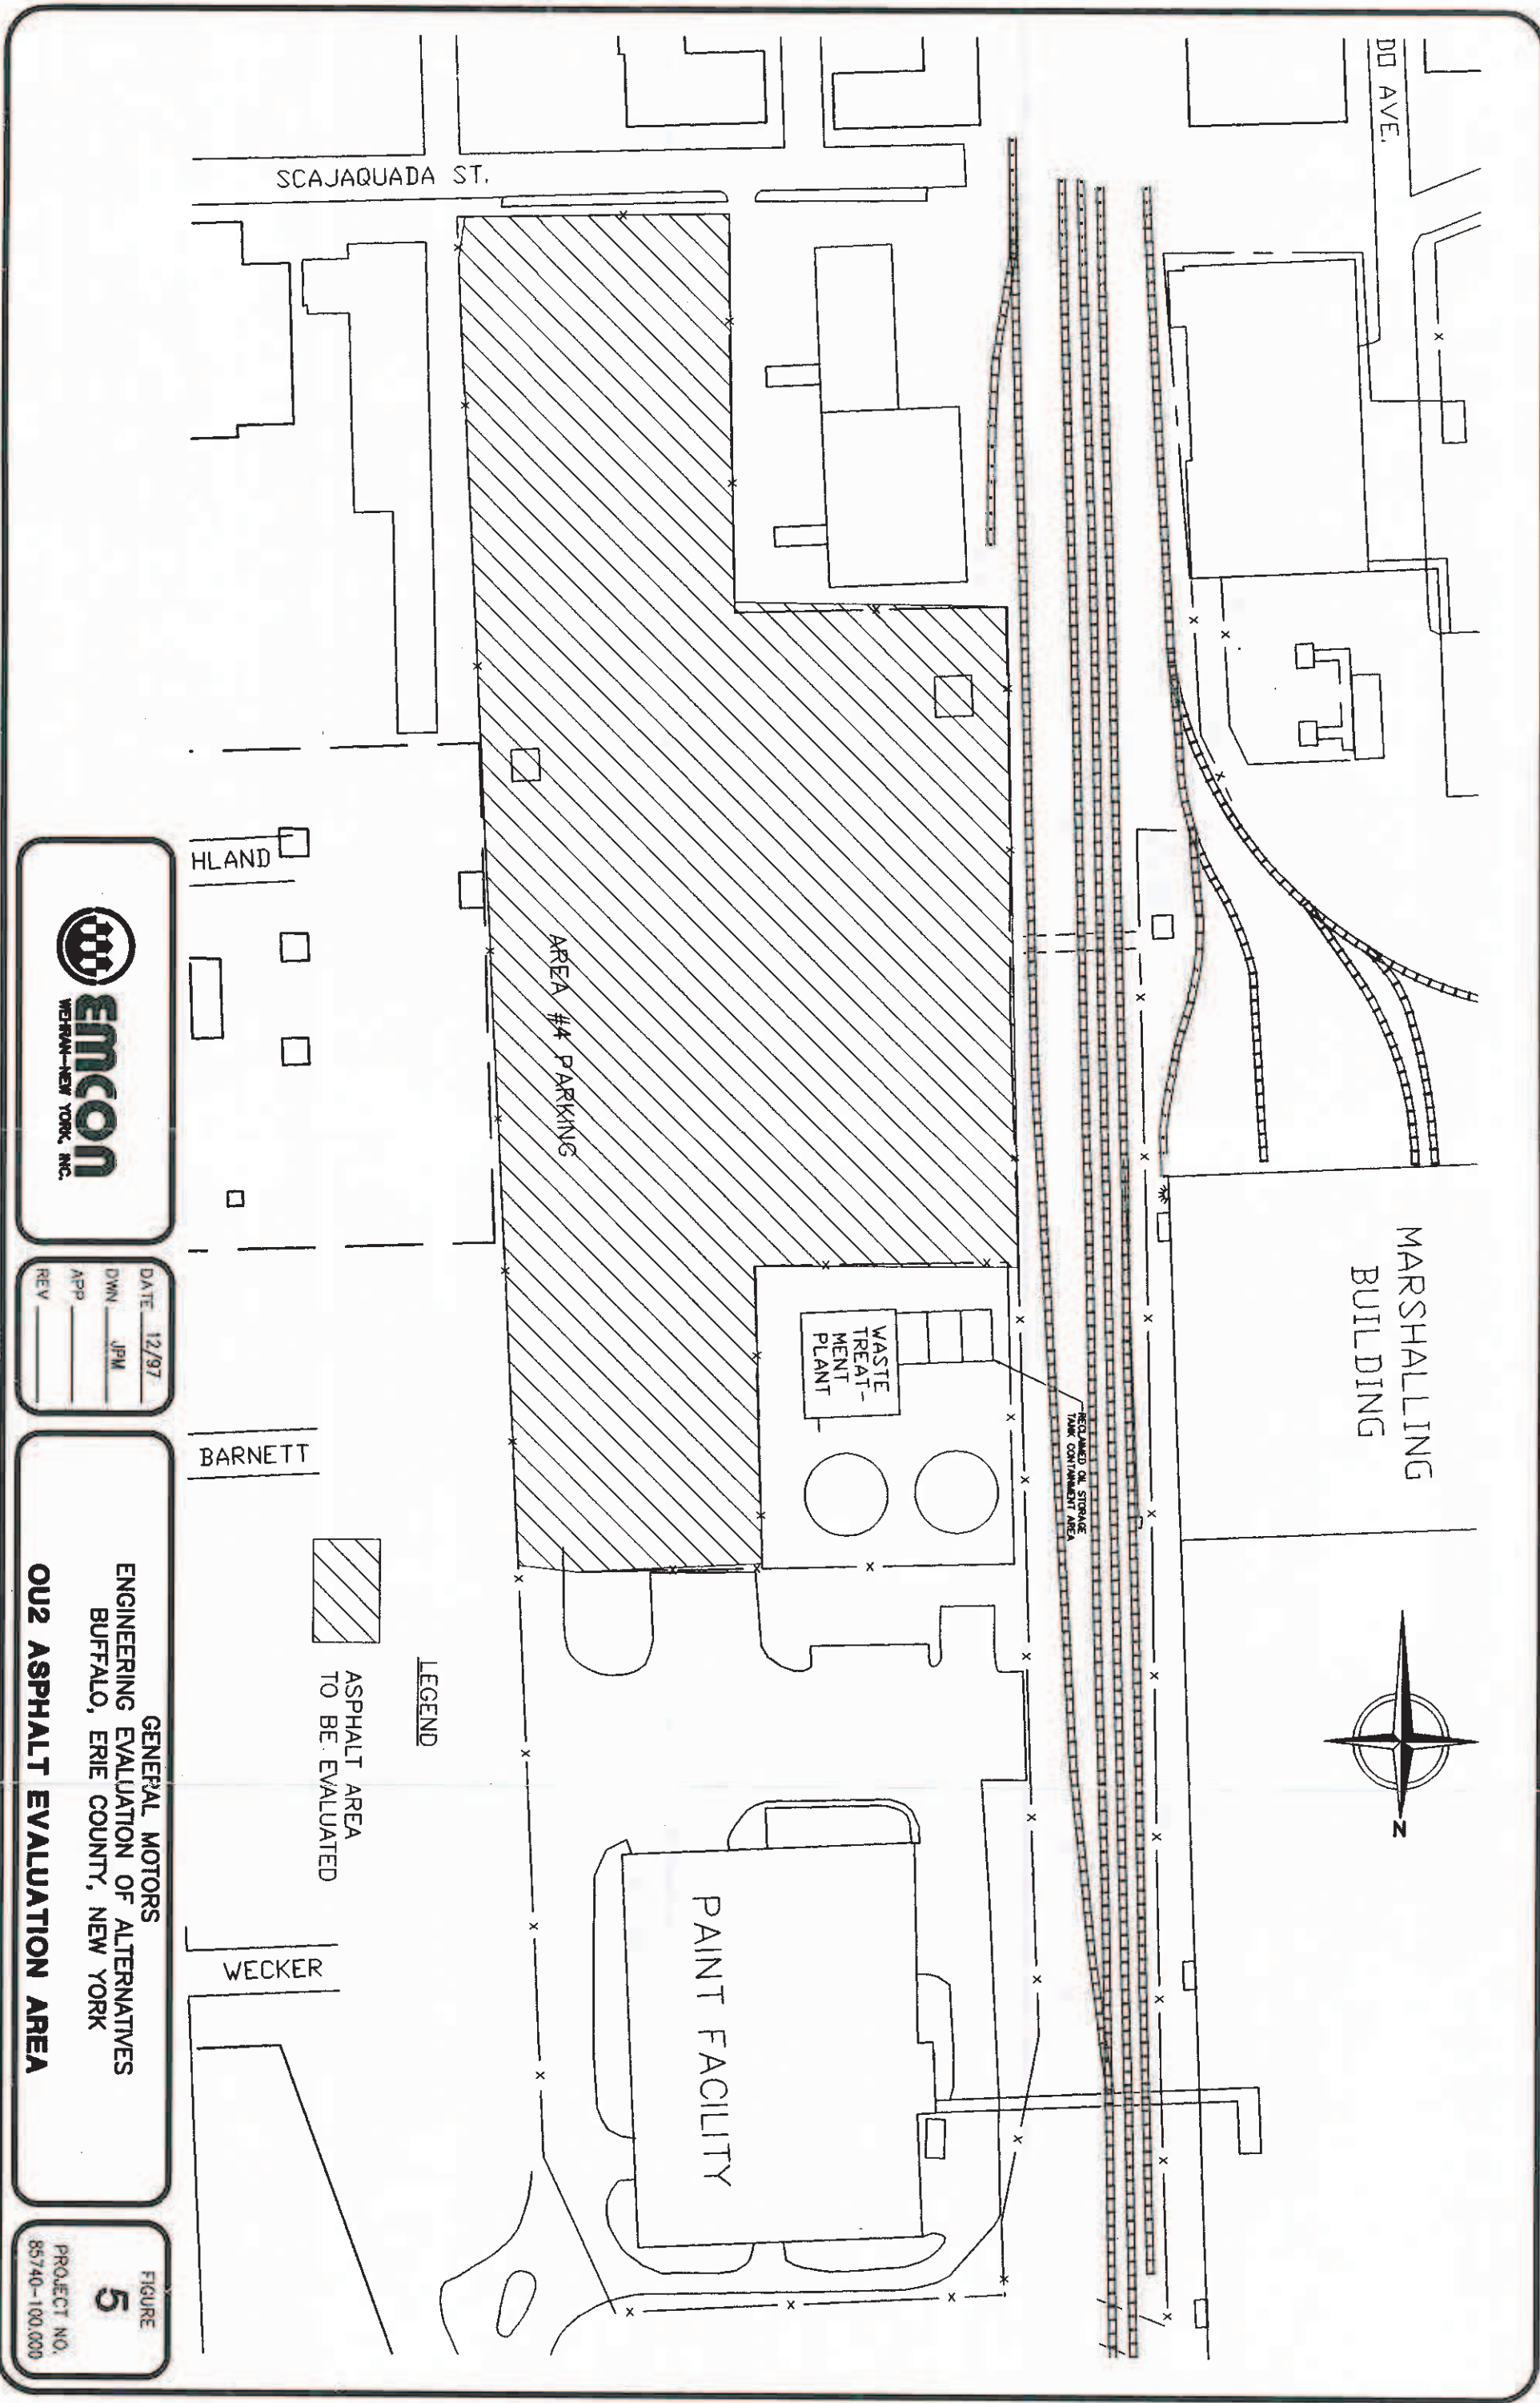 DO AVE.
SCAJAQUADA ST.
MARSHALLING
BUILDING
RECLAIMED OIL STORAGE
TANK CONTAINMENT AREA
WASTE
TREAT-
MENT
PLANT
AREA #4 PARKING
N
PAINT FACILITY
HLAND
BARNETT
WECKER
LEGEND
ASPHALT AREA
TO BE EVALUATED
EMCON
WEHRAN-NEW YORK, INC.
DATE 12/97
DWN JPM
APP
REV
GENERAL MOTORS
ENGINEERING EVALUATION OF ALTERNATIVES
BUFFALO, ERIE COUNTY, NEW YORK
OU2 ASPHALT EVALUATION AREA
FIGURE
5
PROJECT NO.
85740-100.000